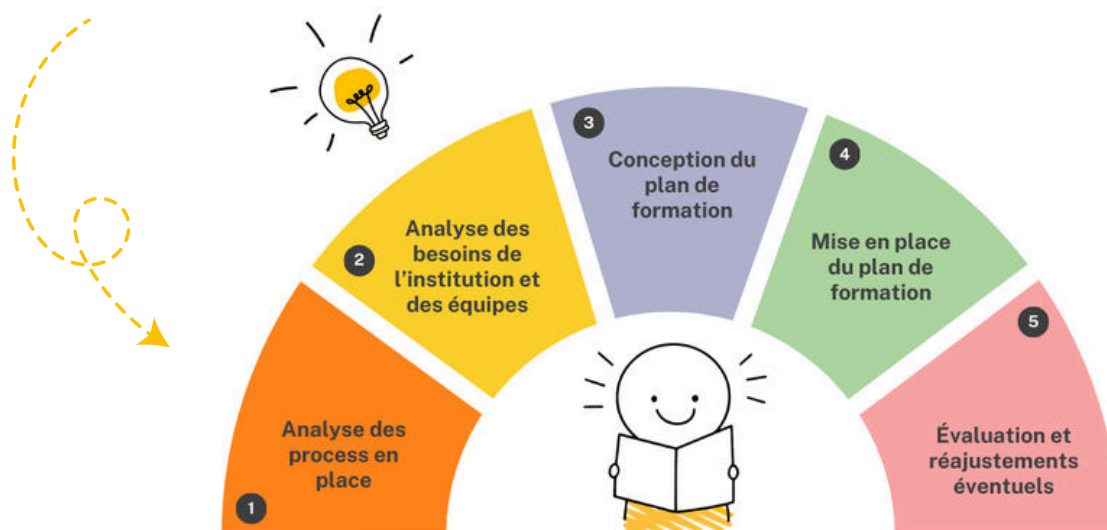 1
Analyse des
process en
place
2
Analyse des
besoins de
l'institution et
des équipes
3
Conception du
plan de
formation
4
Mise en place
du plan de
formation
5
Évaluation et
réajustements
éventuels